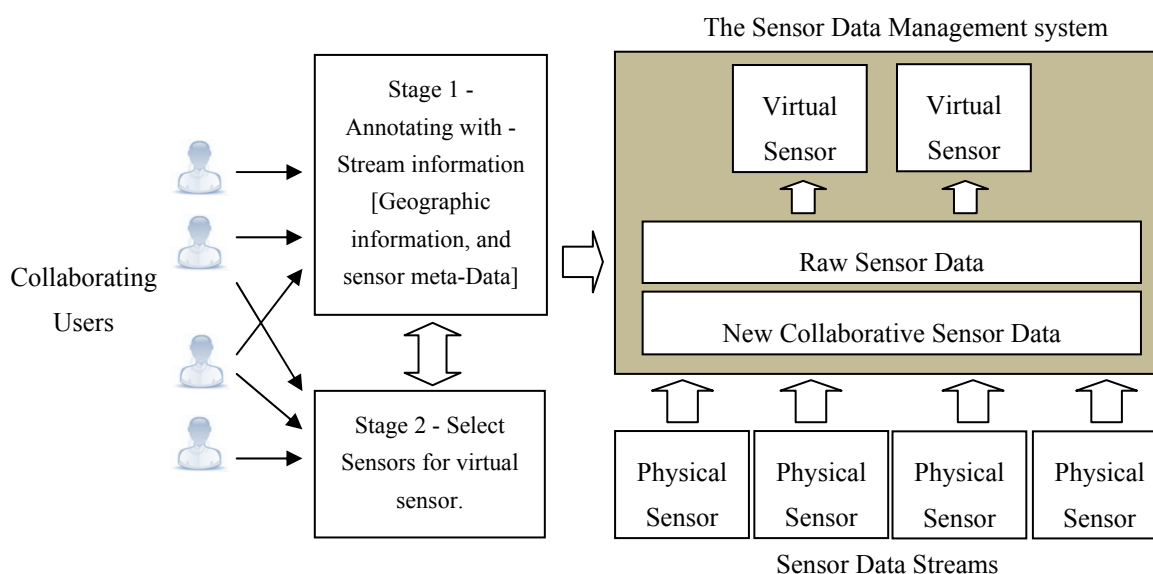 The Sensor Data Management system
Collaborating
Users
Stage 1 -
Annotating with -
Stream information
[Geographic
information, and
sensor meta-Data]
Stage 2 - Select
Sensors for virtual
sensor.
Virtual
Sensor
Virtual
Sensor
Raw Sensor Data
New Collaborative Sensor Data
Physical
Sensor
Physical
Sensor
Physical
Sensor
Physical
Sensor
Sensor Data Streams